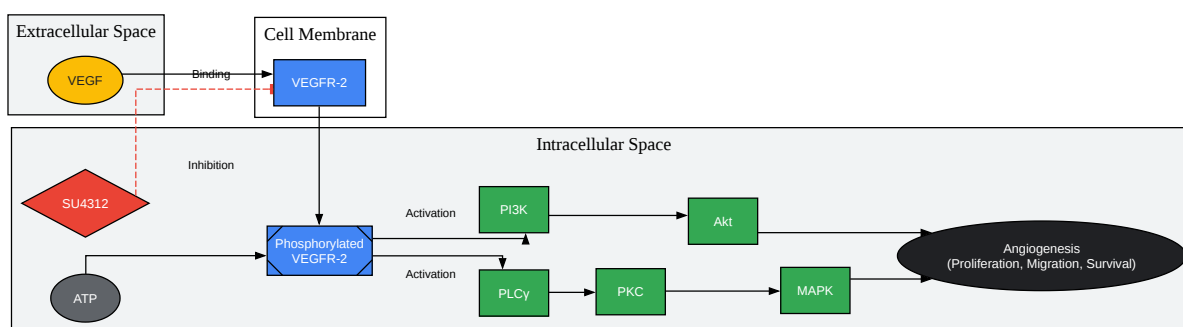 Extracellular Space
Cell Membrane
VEGF
Binding
VEGFR-2
Intracellular Space
Inhibition
SU4312
Activation
PI3K
Akt
Phosphorylated
VEGFR-2
Angiogenesis
(Proliferation, Migration, Survival)
Activation
ATP
PLCγ
PKC
MAPK